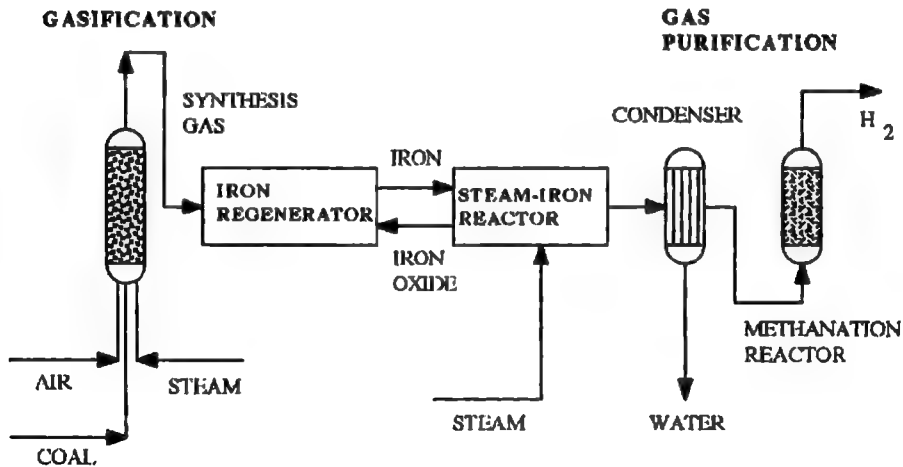 GASIFICATION
GAS
PURIFICATION
SYNTHESIS
GAS
CONDENSER
H 2
IRON
IRON
REGENERATOR
STEAM-IRON
REACTOR
IRON
OXIDE
METHANATION
REACTOR
AIR
STEAM
STEAM
WATER
COAL